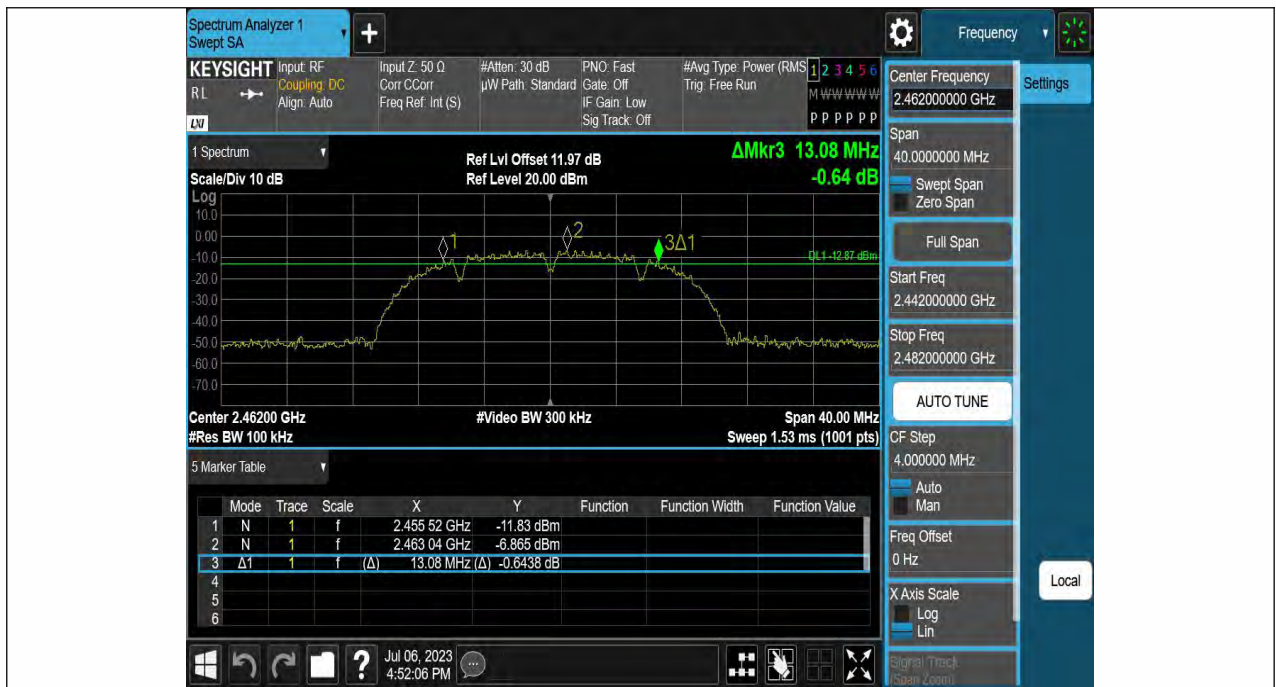 Spectrum Analyzer 1
Swept SA
+
Frequency
KEYSIGHT
RL
LXI
Input: RF
Coupling: DC
Align: Auto
Input Z: 50 Ω
Corr CCorr
Freq Ref: Int (S)
#Atten: 30 dB
µW Path: Standard
PNO: Fast
Gate: Off
IF Gain: Low
Sig Track: Off
#Avg Type: Power (RMS
Trig: Free Run
1 2 3 4 5 6
M W W W W W
P P P P P P
1 Spectrum
Scale/Div 10 dB
Ref Lvl Offset 11.97 dB
Ref Level 20.00 dBm
ΔMkr3 13.08 MHz
-0.64 dB
Log
10.0
0.00
-10.0
-20.0
-30.0
-40.0
-50.0
-60.0
-70.0
1
2
3Δ1
DL1 -12.87 dBm
Center 2.46200 GHz
#Video BW 300 kHz
Span 40.00 MHz
#Res BW 100 kHz
Sweep 1.53 ms (1001 pts)
5 Marker Table
Mode Trace Scale X Y Function Function Width Function Value
1 N 1 f 2.455 52 GHz -11.83 dBm
2 N 1 f 2.463 04 GHz -6.865 dBm
3 Δ1 1 f (Δ) 13.08 MHz (Δ) -0.6438 dB
4
5
6
Jul 06, 2023
4:52:06 PM
?
Center Frequency
2.462000000 GHz
Settings
Span
40.0000000 MHz
Swept Span
Zero Span
Full Span
Start Freq
2.442000000 GHz
Stop Freq
2.482000000 GHz
AUTO TUNE
CF Step
4.000000 MHz
Auto
Man
Freq Offset
0 Hz
X Axis Scale
Log
Lin
Local
Signal Track
(Span Zoom)